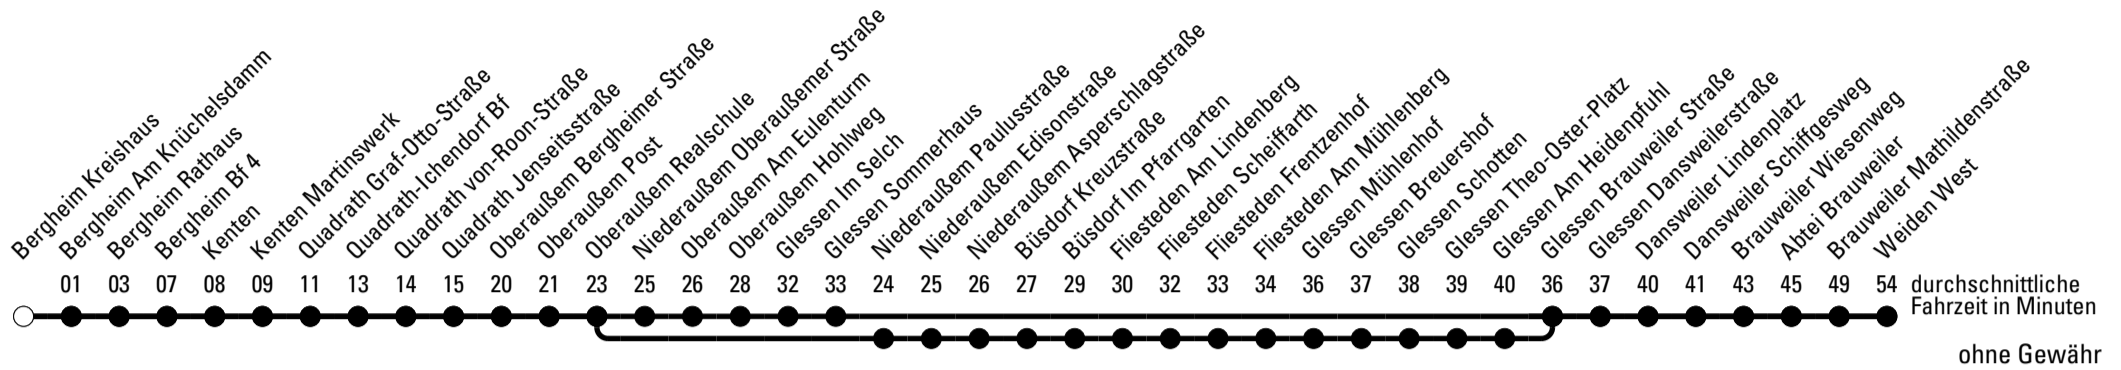 Bergheim Kreishaus
Bergheim Am Knüchelsdamm
Bergheim Rathaus
Bergheim Bf 4
Kenten
Kenten Martinswerk
Quadrath Graf-Otto-Straße
Quadrath-Ichendorf Bf
Quadrath von-Roon-Straße
Quadrath Jenseitsstraße
Oberaußem Bergheimer Straße
Oberaußem Post
Oberaußem Realschule
Niederaußem Oberaußemer Straße
Oberaußem Am Eulenturm
Oberaußem Hohlweg
Glessen Im Selch
Glessen Sommerhaus
Niederaußem Paulusstraße
Niederaußem Edisonstraße
Niederaußem Asperschlagstraße
Büsdorf Kreuzstraße
Büsdorf Im Pfarrgarten
Fliesteden Am Lindenberg
Fliesteden Scheiffarth
Fliesteden Frentzenhof
Fliesteden Am Mühlenberg
Glessen Mühlenhof
Glessen Breuershof
Glessen Schotten
Glessen Theo-Oster-Platz
Glessen Am Heidenpfuhl
Glessen Brauweiler Straße
Glessen Dansweilerstraße
Dansweiler Lindenplatz
Dansweiler Schiffgesweg
Brauweiler Wiesenweg
Abtei Brauweiler
Brauweiler Mathildenstraße
Weiden West
01 03 07 08 09 11 13 14 15 20 21 23 25 26 28 32 33 24 25 26 27 29 30 32 33 34 36 37 38 39 40 36 37 40 41 43 45 49 54 durchschnittliche
Fahrzeit in Minuten
ohne Gewähr